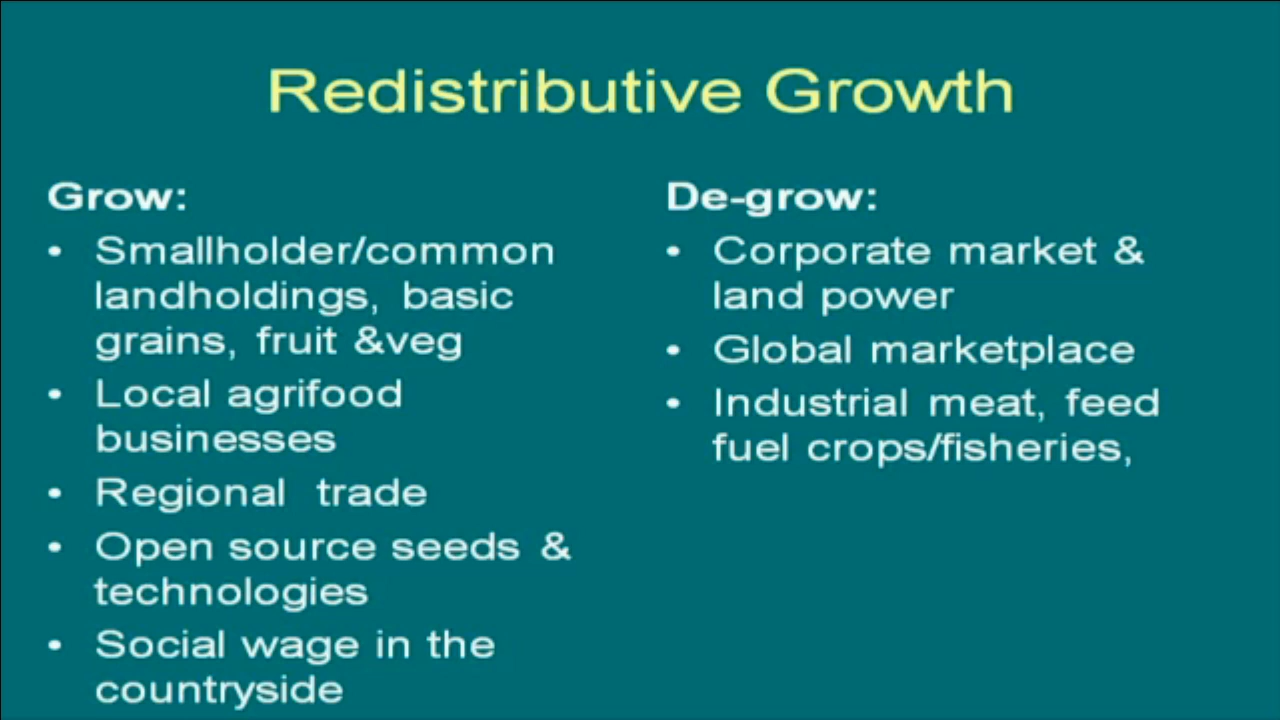 Redistributive Growth
Grow:
• Smallholder/common
landholdings, basic
grains, fruit &veg
• Local agrifood
businesses
• Regional trade
• Open source seeds &
technologies
• Social wage in the
countryside
De-grow:
• Corporate market &
land power
• Global marketplace
• Industrial meat, feed
fuel crops/fisheries,